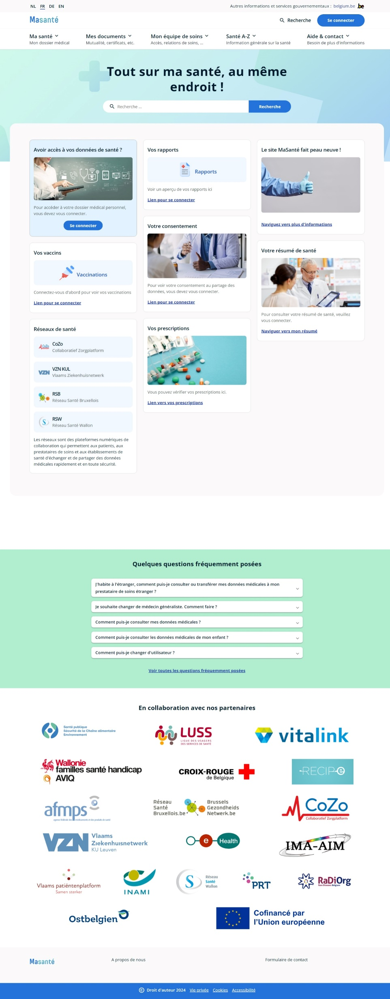 NL FR DE EN
Autres informations et services gouvernementaux : belgium.be .be
Masanté
Recherche
Se connecter
Ma santé
Mon dossier médical
Mes documents
Mutualité, certificats, etc.
Mon équipe de soins
Accès, relations de soins, ...
Santé A-Z
Information générale sur la santé
Aide & contact
Besoin de plus d'informations
Tout sur ma santé, au même
endroit !
Recherche ...
Recherche
Avoir accès à vos données de santé ?
Pour accéder à votre dossier médical personnel,
vous devez vous connecter.
Se connecter
Vos vaccins
Vaccinations
Connectez-vous d'abord pour voir vos vaccinations
Lien pour se connecter
Réseaux de santé
CoZo
CoZo
Collaboratief Zorgplatform
VZN
VZN KUL
Vlaams Ziekenhuisnetwerk
RSB
Réseau Santé Bruxellois
S
RSW
Réseau Santé Wallon
Les réseaux sont des plateformes numériques de
collaboration qui permettent aux patients, aux
prestataires de soins et aux établissements de
santé d'échanger et de partager des données
médicales rapidement et en toute sécurité.
Vos rapports
Rapports
Voir un aperçu de vos rapports ici
Lien pour se connecter
Votre consentement
Pour voir votre consentement au partage des
données, vous devez vous connecter.
Lien pour se connecter
Vos prescriptions
Vous pouvez vérifier vos prescriptions ici.
Lien vers vos prescriptions
Le site MaSanté fait peau neuve !
Naviguez vers plus d'informations
Votre résumé de santé
Pour consulter votre résumé de santé, veuillez
vous connecter.
Naviguer vers mon résumé
Quelques questions fréquemment posées
J'habite à l'étranger, comment puis-je consulter ou transférer mes données médicales à mon
prestataire de soins étranger ?
Je souhaite changer de médecin généraliste. Comment faire ?
Comment puis-je consulter mes données médicales ?
Comment puis-je consulter les données médicales de mon enfant ?
Comment puis-je changer d'utilisateur ?
Voir toutes les questions fréquemment posées
En collaboration avec nos partenaires
Santé publique
Sécurité de la Chaîne alimentaire
Environnement
LUSS
LIGUE DES USAGERS
DES SERVICES DE SANTÉ
vitalink
Wallonie
familles santé handicap
AVIQ
CROIX-ROUGE
de Belgique
RECIP-e
afmps
agence fédérale des médicaments et des produits de santé
Réseau
Santé
Bruxellois.be
Brussels
Gezondheids
Netwerk.be
CoZo
Collaboratief Zorgplatform
VZN
Vlaams
Ziekenhuisnetwerk
KU Leuven
e Health
IMA-AIM
Vlaams patiëntenplatform
Samen sterker
INAMI
S
Réseau
Santé
Wallon
PRT
RaDiOrg
Rare Diseases Belgium
Ostbelgien
Cofinancé par
l'Union européenne
Masanté
A propos de nous
Formulaire de contact
© Droit d'auteur 2024 Vie privée Cookies Accessibilité